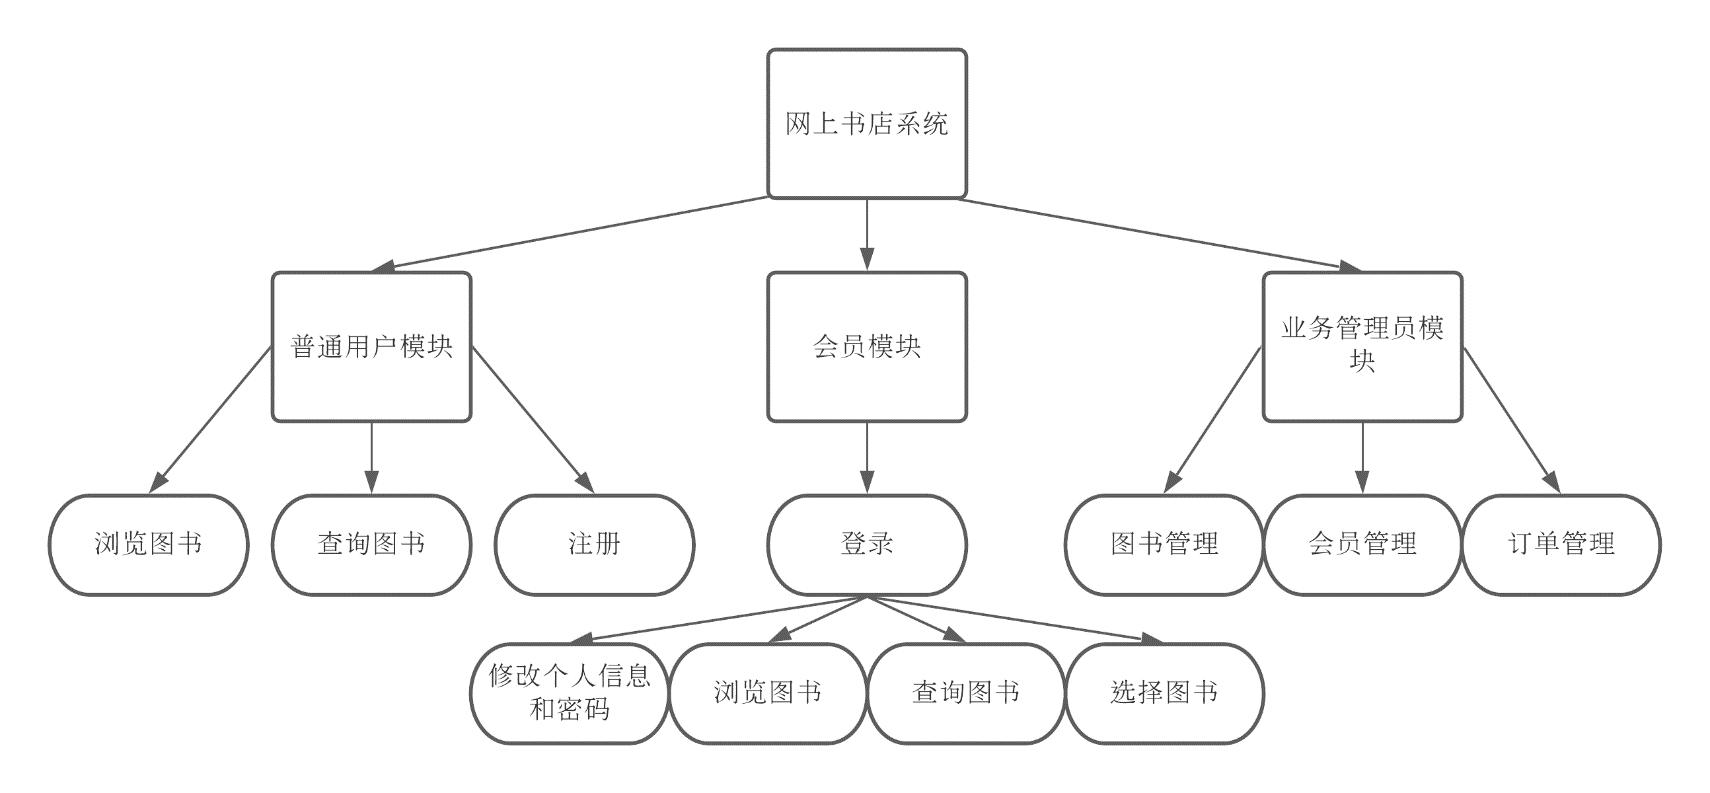 网上书店系统
普通用户模块
会员模块
业务管理员模
块
浏览图书
查询图书
注册
登录
图书管理
会员管理
订单管理
修改个人信息
和密码
浏览图书
查询图书
选择图书